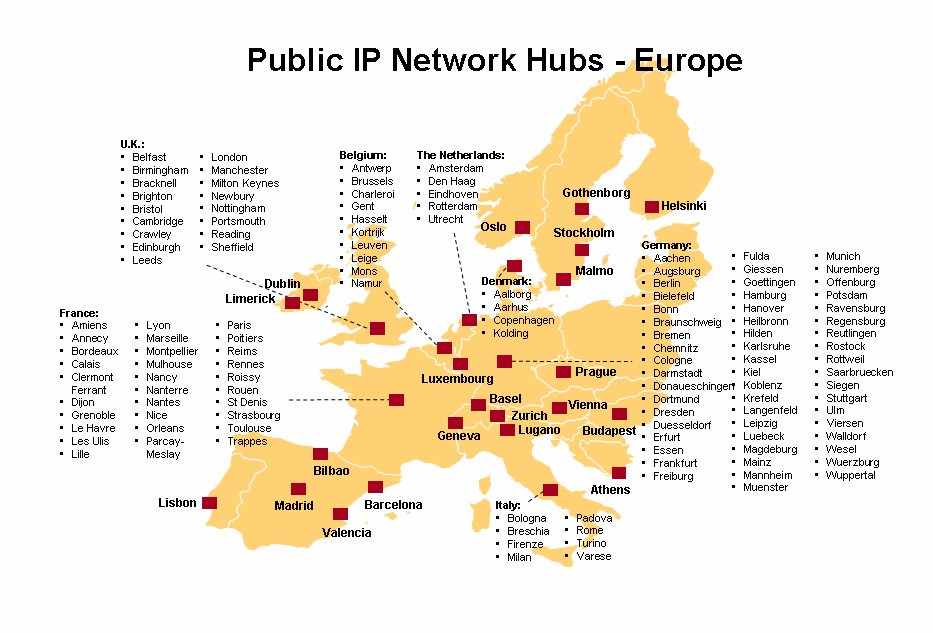 Public IP Network Hubs - Europe
U.K.:
▪ Belfast
▪ Birmingham
▪ Bracknell
▪ Brighton
▪ Bristol
▪ Cambridge
▪ Crawley
▪ Edinburgh
▪ Leeds
▪ London
▪ Manchester
▪ Milton Keynes
▪ Newbury
▪ Nottingham
▪ Portsmouth
▪ Reading
▪ Sheffield
Belgium:
▪ Antwerp
▪ Brussels
▪ Charleroi
▪ Gent
▪ Hasselt
▪ Kortrijk
▪ Leuven
▪ Leige
▪ Mons
▪ Namur
The Netherlands:
▪ Amsterdam
▪ Den Haag
▪ Eindhoven
▪ Rotterdam
▪ Utrecht
Gothenborg
Helsinki
Oslo
Stockholm
Malmo
Denmark:
▪ Aalborg
▪ Aarhus
▪ Copenhagen
▪ Kolding
Dublin
Limerick
Germany:
▪ Aachen
▪ Augsburg
▪ Berlin
▪ Bielefeld
▪ Bonn
▪ Braunschweig
▪ Bremen
▪ Chemnitz
▪ Cologne
▪ Darmstadt
▪ Donaueschingen
▪ Dortmund
▪ Dresden
▪ Duesseldorf
▪ Erfurt
▪ Essen
▪ Frankfurt
▪ Freiburg
▪ Fulda
▪ Giessen
▪ Goettingen
▪ Hamburg
▪ Hanover
▪ Heilbronn
▪ Hilden
▪ Karlsruhe
▪ Kassel
▪ Kiel
▪ Koblenz
▪ Krefeld
▪ Langenfeld
▪ Leipzig
▪ Luebeck
▪ Magdeburg
▪ Mainz
▪ Mannheim
▪ Muenster
▪ Munich
▪ Nuremberg
▪ Offenburg
▪ Potsdam
▪ Ravensburg
▪ Regensburg
▪ Reutlingen
▪ Rostock
▪ Rottweil
▪ Saarbruecken
▪ Siegen
▪ Stuttgart
▪ Ulm
▪ Viersen
▪ Walldorf
▪ Wesel
▪ Wuerzburg
▪ Wuppertal
France:
▪ Amiens
▪ Annecy
▪ Bordeaux
▪ Calais
▪ Clermont
Ferrant
▪ Dijon
▪ Grenoble
▪ Le Havre
▪ Les Ulis
▪ Lille
▪ Lyon
▪ Marseille
▪ Montpellier
▪ Mulhouse
▪ Nancy
▪ Nanterre
▪ Nantes
▪ Nice
▪ Orleans
▪ Parcay-
Meslay
▪ Paris
▪ Poitiers
▪ Reims
▪ Rennes
▪ Roissy
▪ Rouen
▪ St Denis
▪ Strasbourg
▪ Toulouse
▪ Trappes
Luxembourg
Prague
Basel
Zurich
Vienna
Geneva
Lugano
Budapest
Bilbao
Lisbon
Madrid
Barcelona
Valencia
Athens
Italy:
▪ Bologna
▪ Breschia
▪ Firenze
▪ Milan
▪ Padova
▪ Rome
▪ Turino
▪ Varese